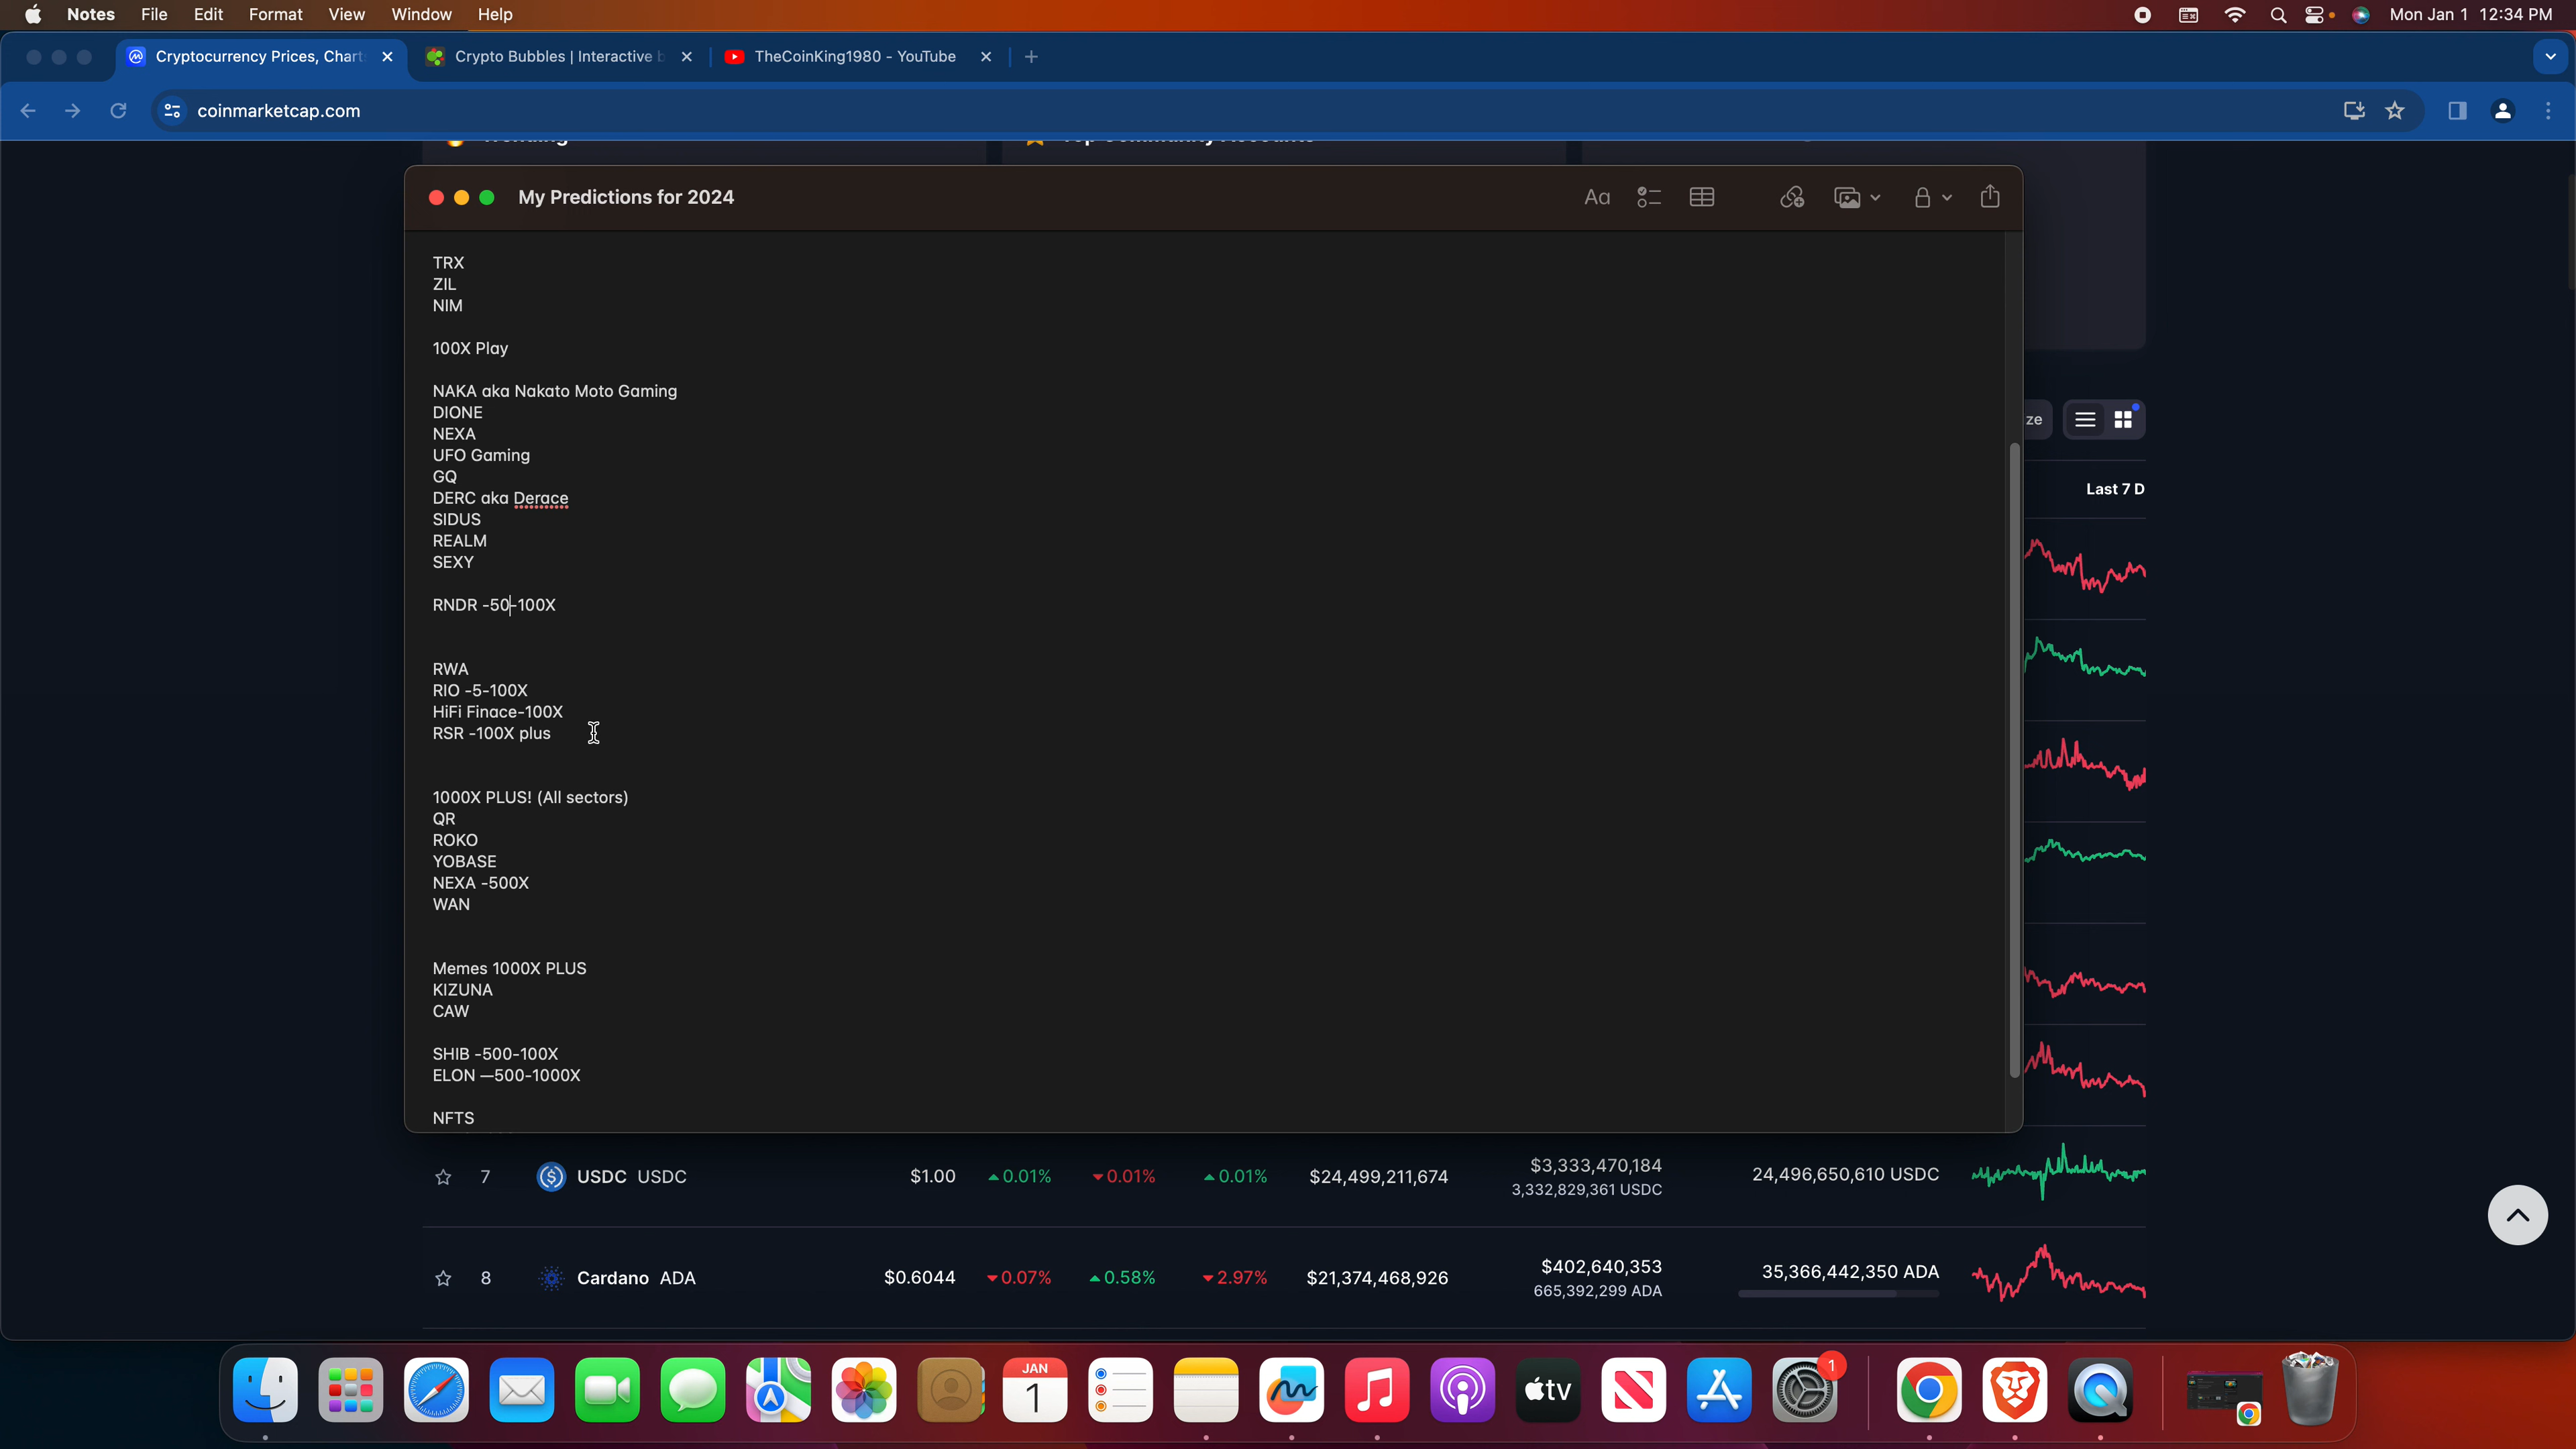 Notes File Edit Format View Window Help Mon Jan 1 12:34 PM
Cryptocurrency Prices, Chart Crypto Bubbles | Interactive b TheCoinKing1980 - YouTube
coinmarketcap.com
My Predictions for 2024 Aa
TRX
ZIL
NIM
100X Play
NAKA aka Nakato Moto Gaming
DIONE
NEXA
UFO Gaming
GQ
DERC aka Derace
SIDUS
REALM
SEXY
RNDR -50-100X
RWA
RIO -5-100X
HiFi Finace-100X
RSR -100X plus
1000X PLUS! (All sectors)
QR
ROKO
YOBASE
NEXA -500X
WAN
Memes 1000X PLUS
KIZUNA
CAW
SHIB -500-100X
ELON —500-1000X
NFTS
ze
Last 7 D
7 USDC USDC $1.00 0.01% 0.01% 0.01% $24,499,211,674 $3,333,470,184 24,496,650,610 USDC
3,332,829,361 USDC
8 Cardano ADA $0.6044 0.07% 0.58% 2.97% $21,374,468,926 $402,640,353 35,366,442,350 ADA
665,392,299 ADA
JAN
1
tv
1